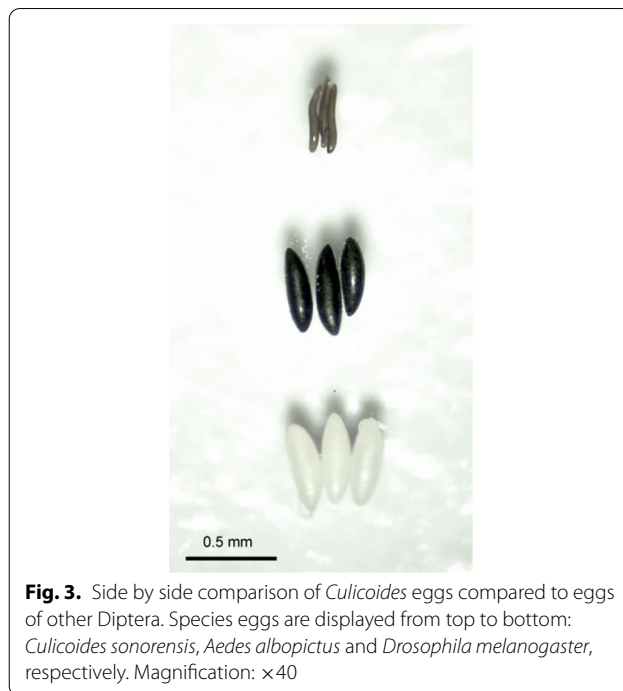 0.5 mm
Fig. 3. Side by side comparison of Culicoides eggs compared to eggs
of other Diptera. Species eggs are displayed from top to bottom:
Culicoides sonorensis, Aedes albopictus and Drosophila melanogaster,
respectively. Magnification: ×40